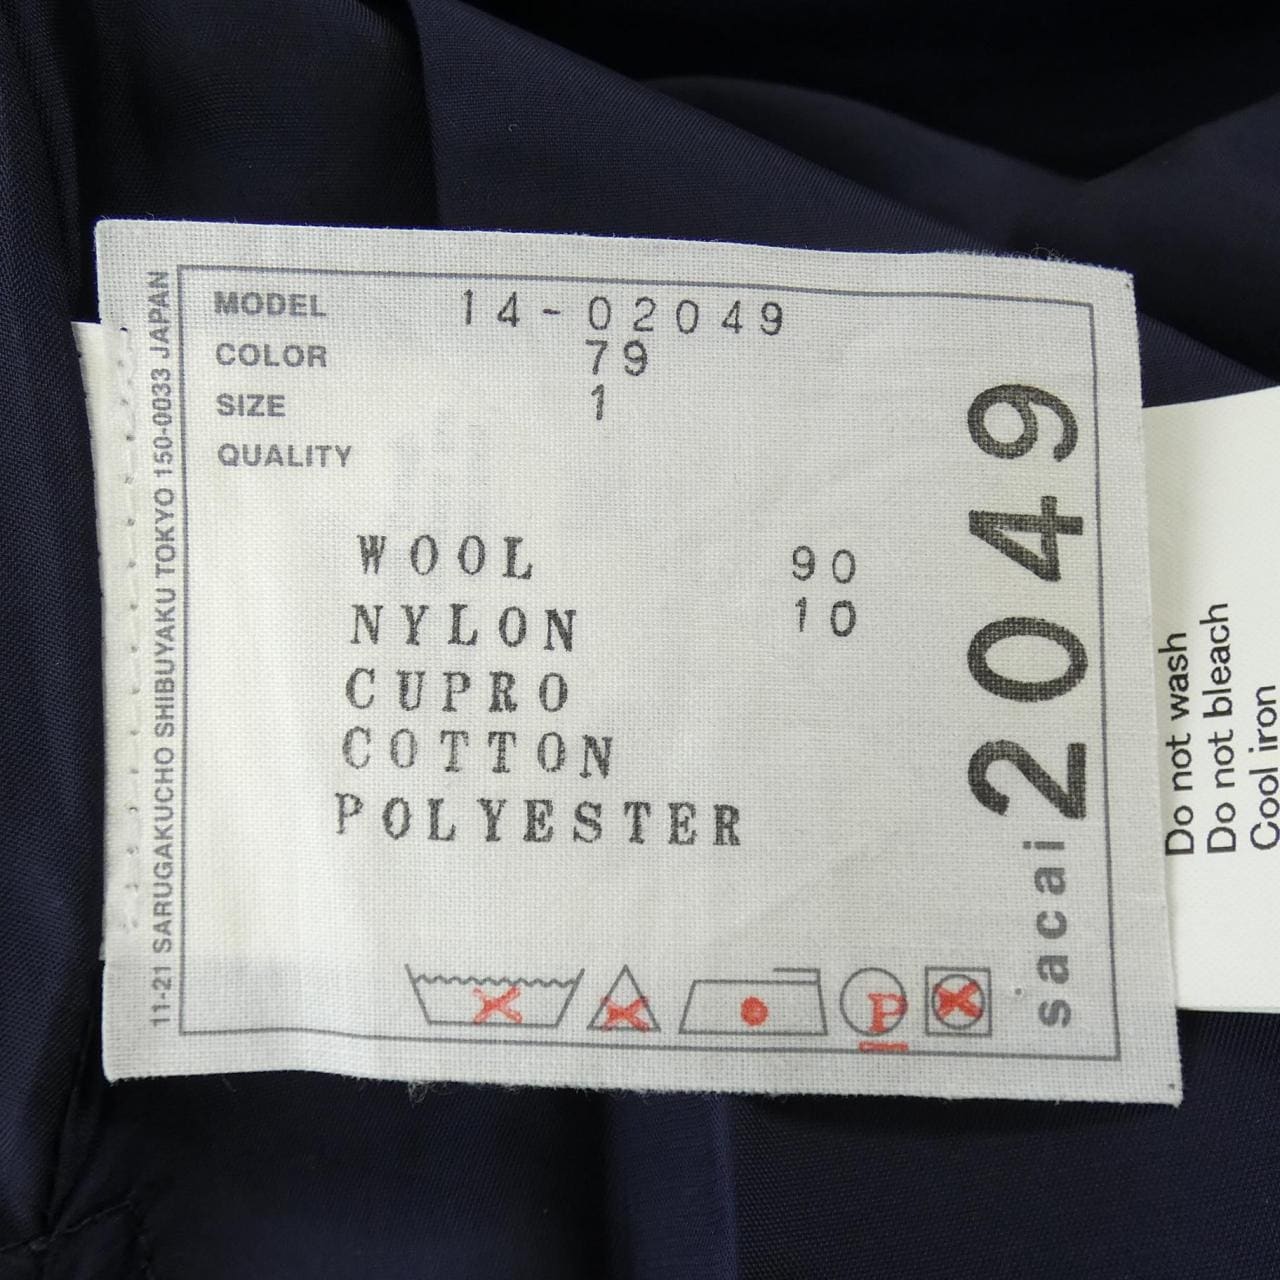 MODEL 14-02049
COLOR 79
SIZE 1
QUALITY
WOOL 90
NYLON 10
CUPRO
COTTON
POLYESTER
P
sacai 2049
11-21 SARUGAKUCHO SHIBUYAKU TOKYO 150-0033 JAPAN
Do not wash
Do not bleach
Cool iron